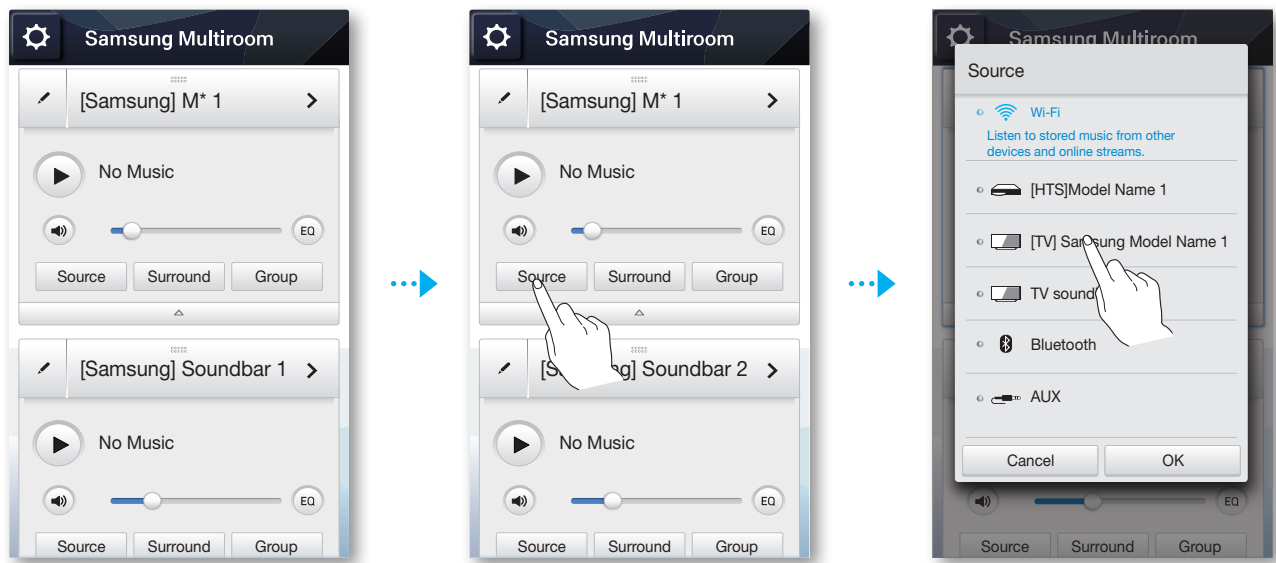 Samsung Multiroom
[Samsung] M* 1
No Music
EQ
Source Surround Group
[Samsung] Soundbar 1
No Music
EQ
Source Surround Group
Samsung Multiroom
[Samsung] M* 1
No Music
EQ
Source Surround Group
[Samsung] Soundbar 2
No Music
EQ
Source Surround Group
Samsung Multiroom
Source
Wi-Fi
Listen to stored music from other
devices and online streams.
[HTS]Model Name 1
[TV] Samsung Model Name 1
TV sound
Bluetooth
AUX
Cancel OK
EQ
Source Surround Group